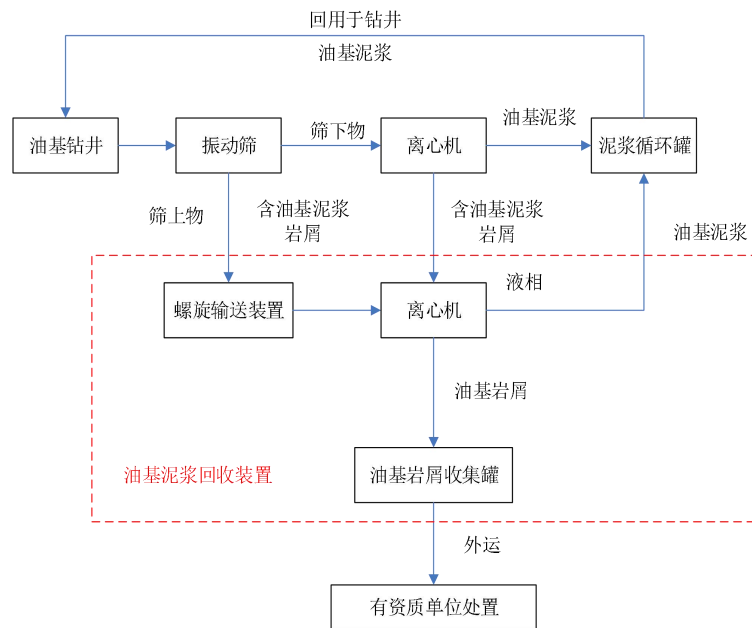 回用于钻井
油基泥浆
油基钻井
振动筛
筛下物
离心机
油基泥浆
泥浆循环罐
筛上物
含油基泥浆
岩屑
含油基泥浆
岩屑
油基泥浆
螺旋输送装置
离心机
液相
油基岩屑
油基泥浆回收装置
油基岩屑收集罐
外运
有资质单位处置